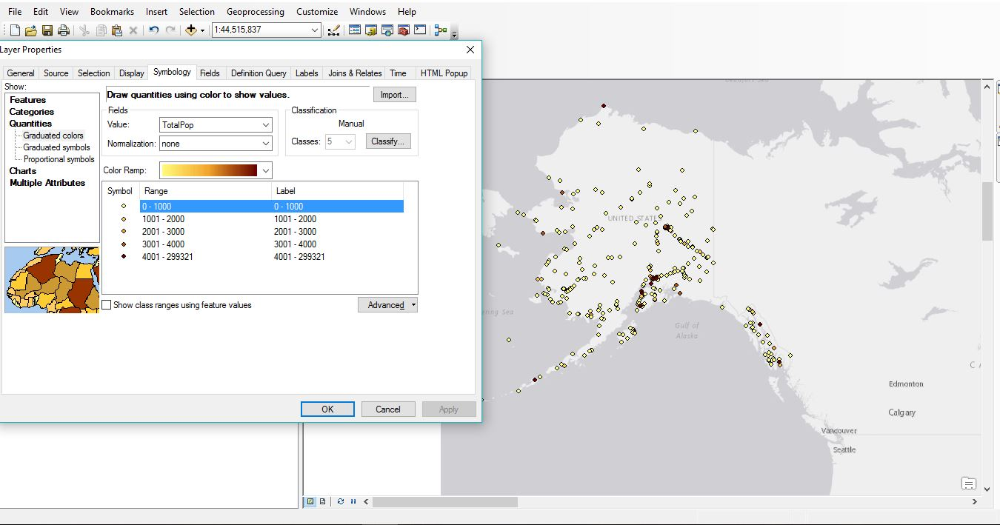 File Edit View Bookmarks Insert Selection Geoprocessing Customize Windows Help
1:44,515,837
Layer Properties
General Source Selection Display Symbology Fields Definition Query Labels Joins & Relates Time HTML Popup
Show:
Features
Categories
Quantities
Graduated colors
Graduated symbols
Proportional symbols
Charts
Multiple Attributes
Draw quantities using color to show values.
Import...
Fields
Value: TotalPop
Normalization: none
Classification
Manual
Classes: 5 Classify...
Color Ramp:
Symbol Range Label
0 - 1000 0 - 1000
1001 - 2000 1001 - 2000
2001 - 3000 2001 - 3000
3001 - 4000 3001 - 4000
4001 - 299321 4001 - 299321
Show class ranges using feature values
Advanced
OK Cancel Apply
UNITED STATES
ering Sea
Gulf of
Alaska
C A
Edmonton
Calgary
Vancouver
Seattle